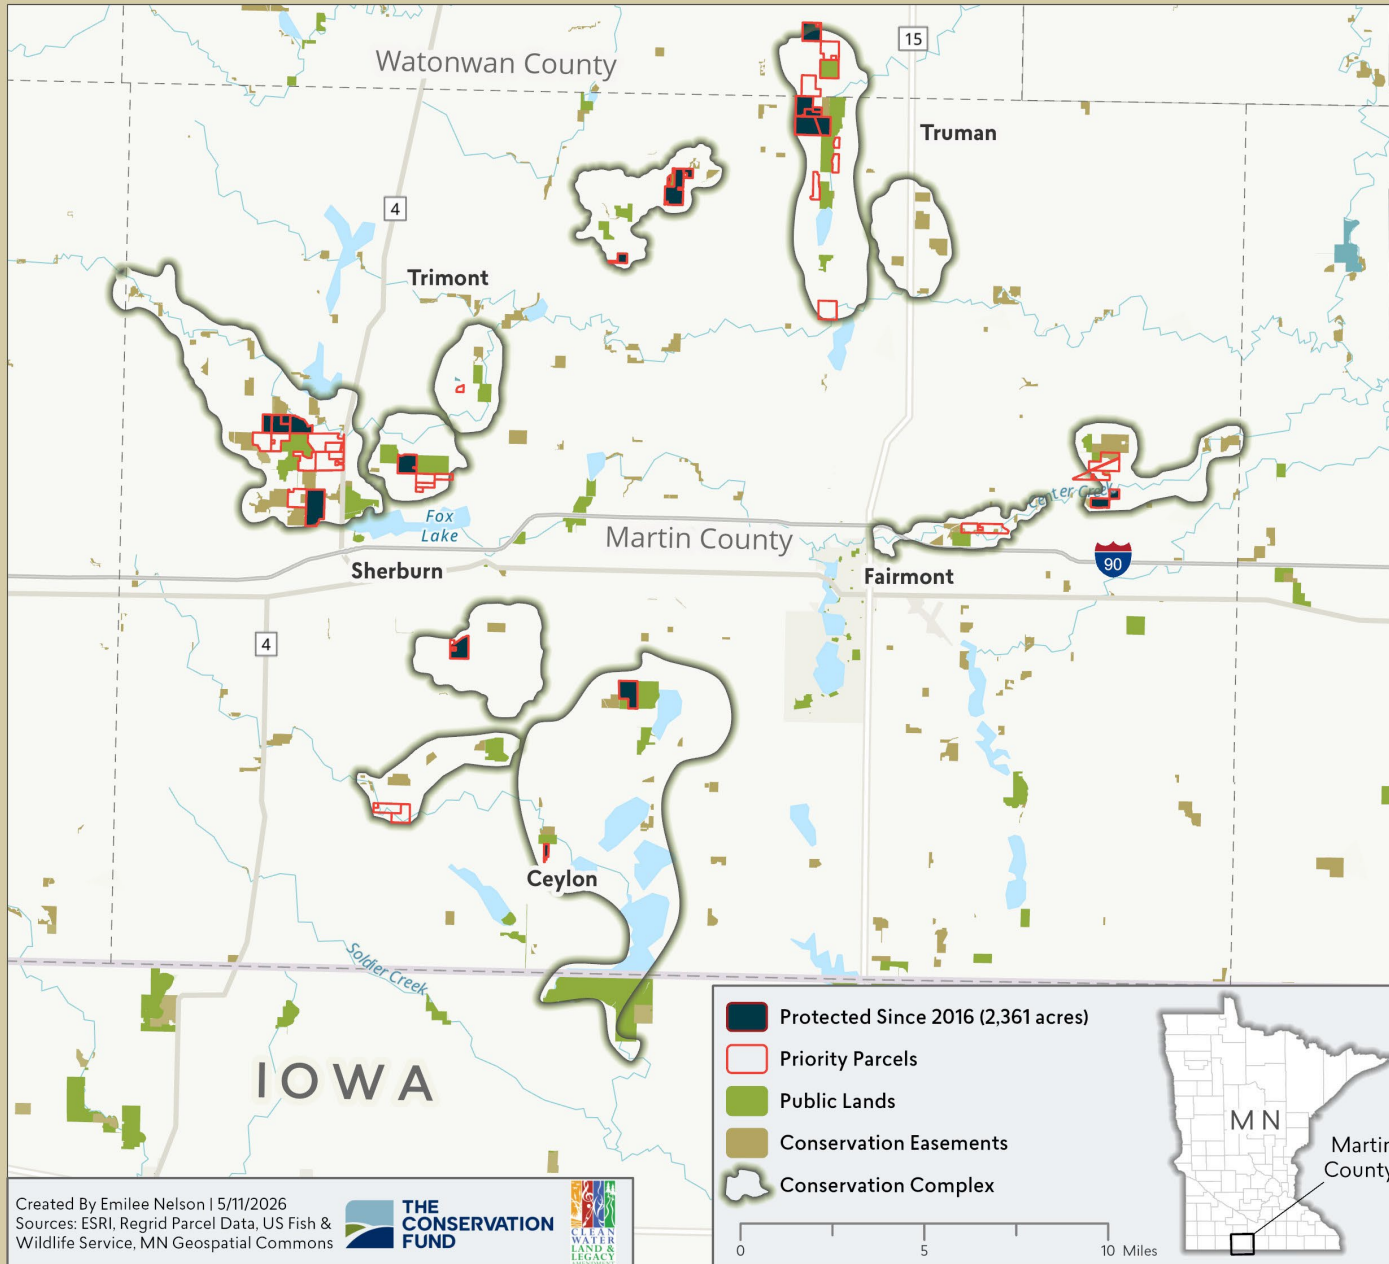 Watonwan County
15
Truman
4
Trimont
Center Creek
Fox
Lake
Martin County
Sherburn
Fairmont
90
4
Ceylon
Soldier Creek
IOWA
Protected Since 2016 (2,361 acres)
Priority Parcels
Public Lands
Conservation Easements
Conservation Complex
0 5 10 Miles
MN
Martin
County
Created By Emilee Nelson | 5/11/2026
Sources: ESRI, Regrid Parcel Data, US Fish &
Wildlife Service, MN Geospatial Commons
THE
CONSERVATION
FUND
CLEAN
WATER
LAND &
LEGACY
AMENDMENT